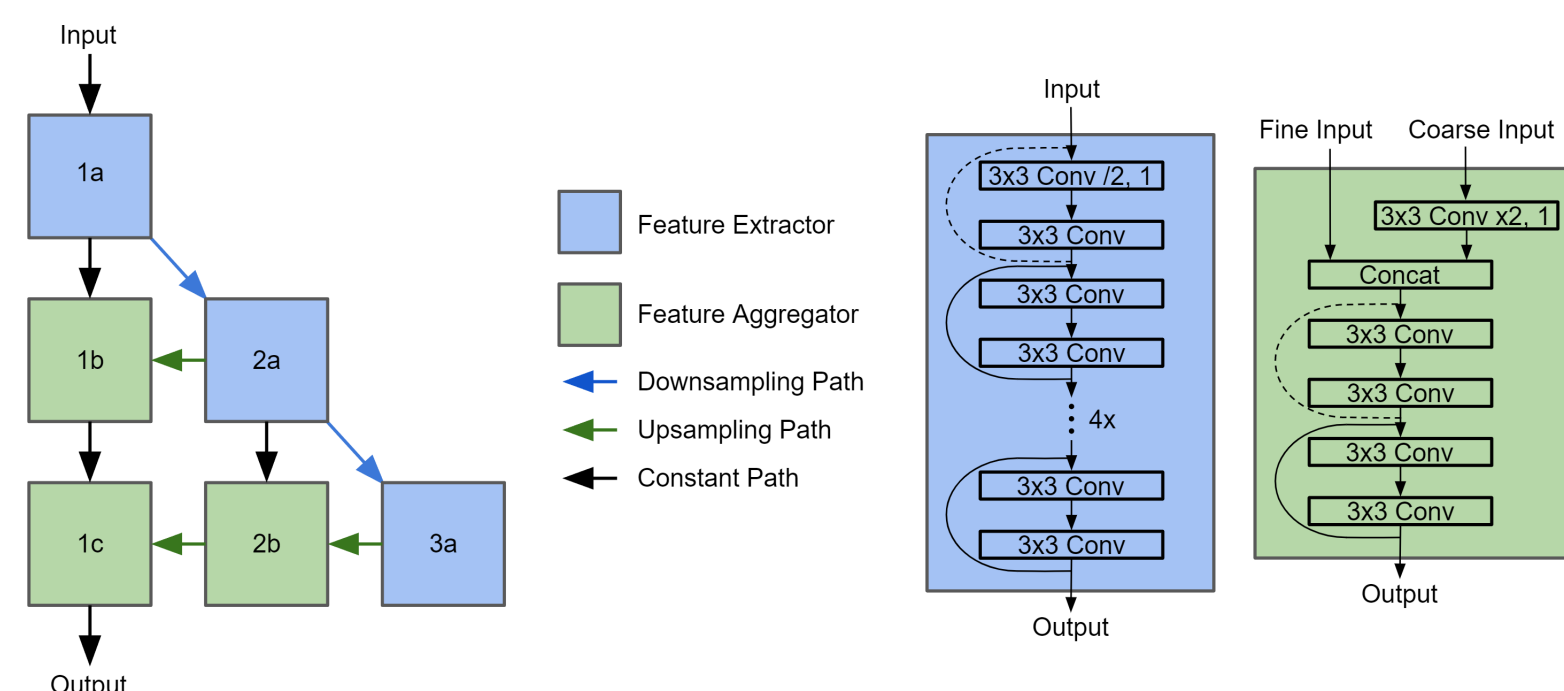 Input
1a
1b
2a
1c
2b
3a
Output
Feature Extractor
Feature Aggregator
Downsampling Path
Upsampling Path
Constant Path
Input
3x3 Conv /2, 1
3x3 Conv
3x3 Conv
3x3 Conv
4x
3x3 Conv
3x3 Conv
Output
Fine Input
Coarse Input
3x3 Conv x2, 1
Concat
3x3 Conv
3x3 Conv
3x3 Conv
3x3 Conv
Output